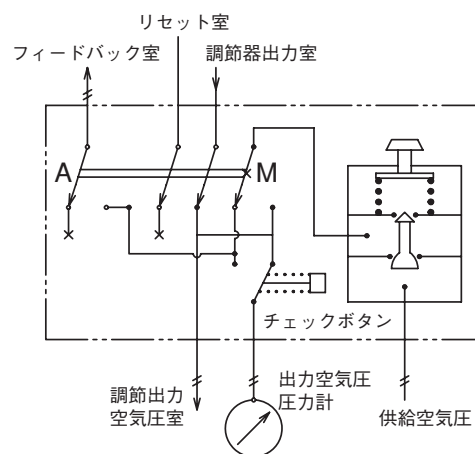 リセット室
フィードバック室
調節器出力室
A
M
チェックボタン
調節出力
空気圧室
出力空気圧
圧力計
供給空気圧